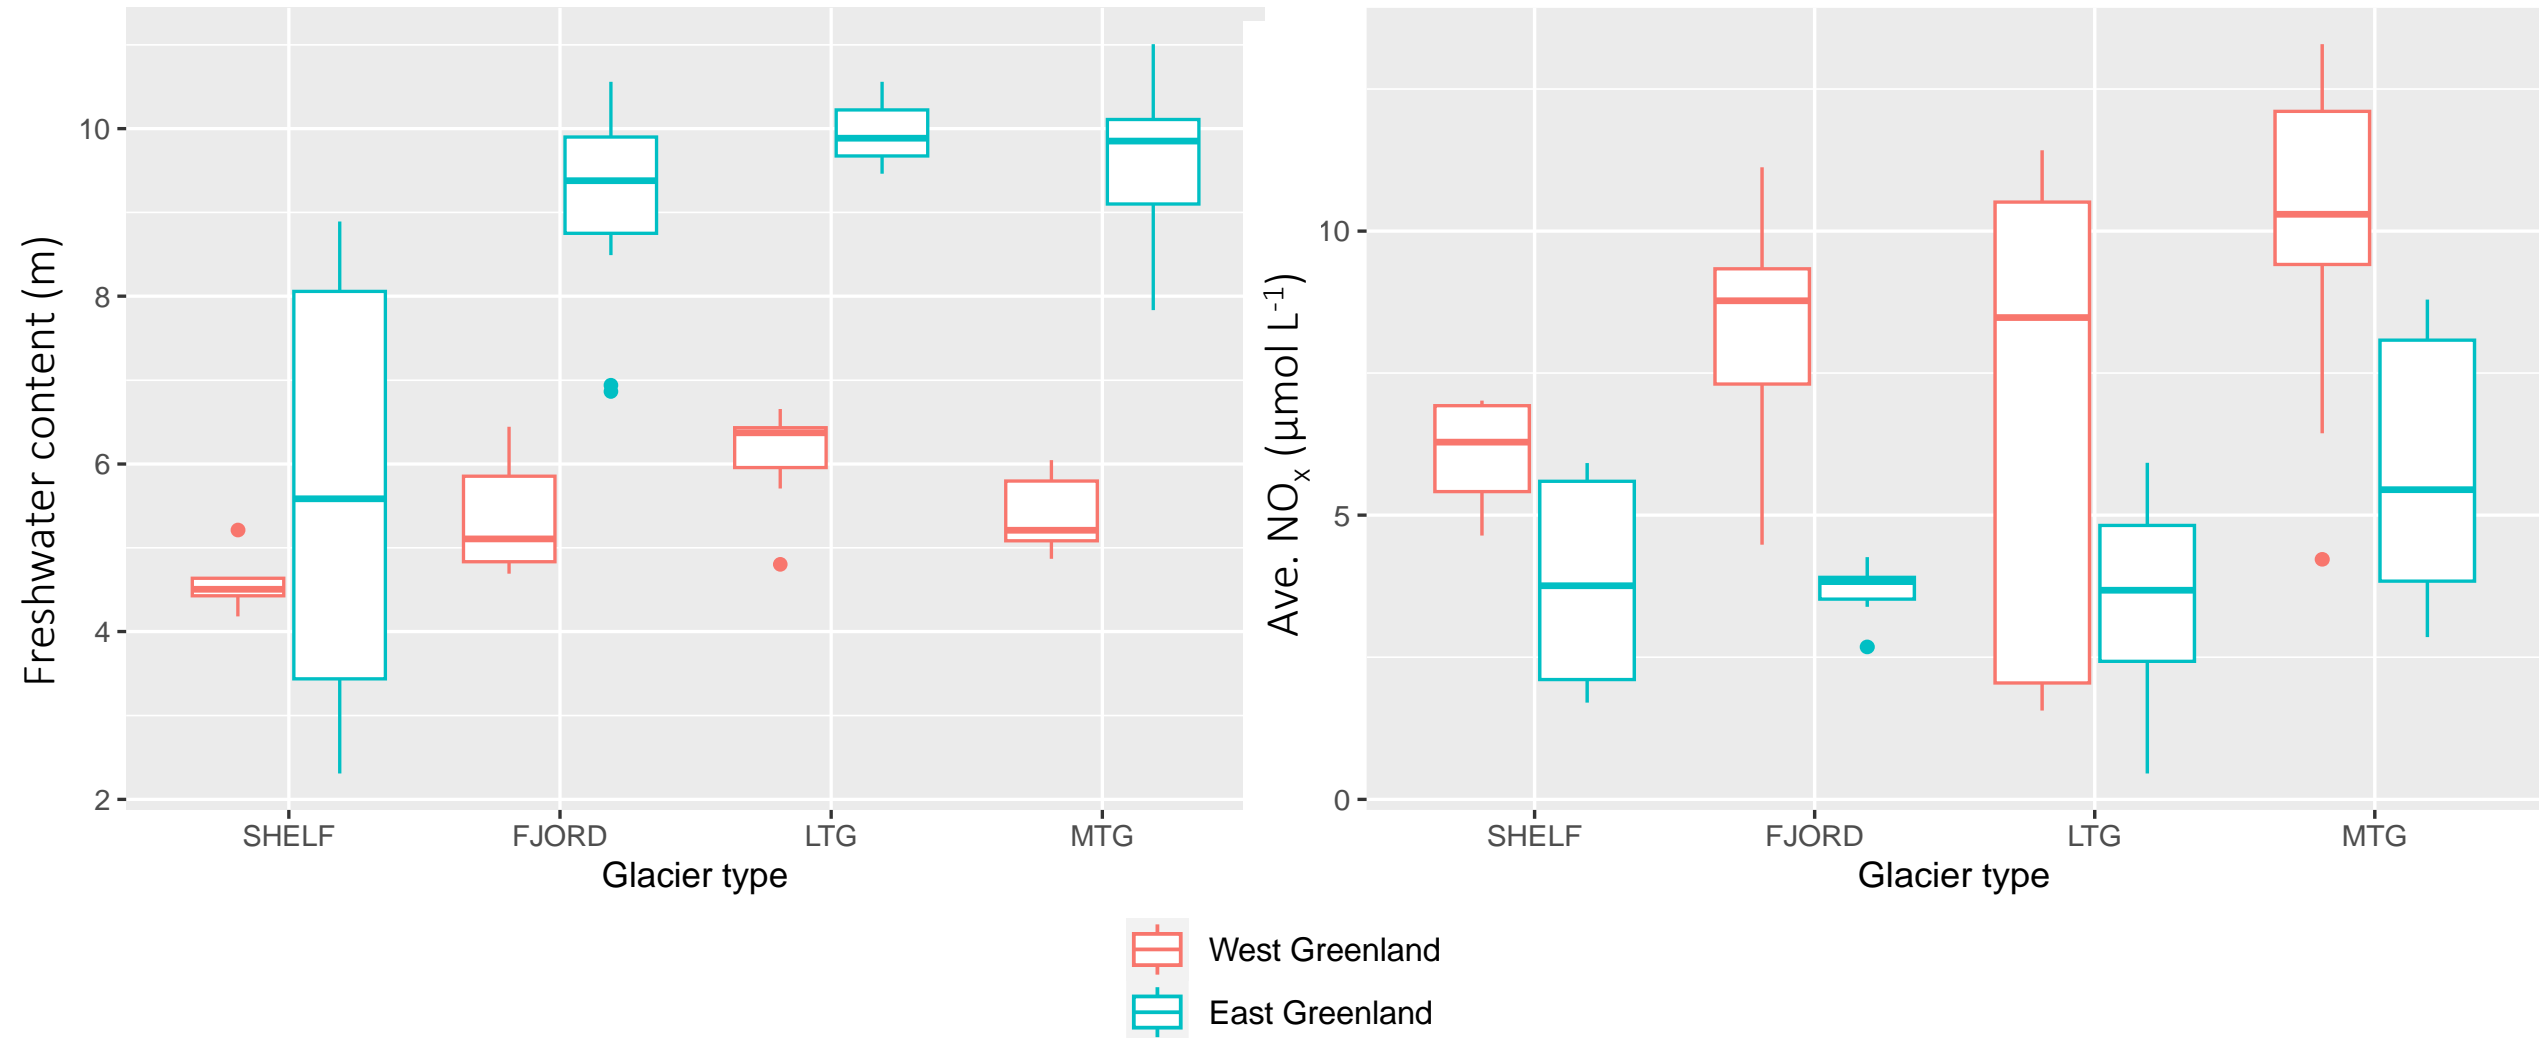 Freshwater content (m)
10
8
6
4
2
SHELF FJORD LTG MTG
Glacier type
Ave. NOx (µmol L-1)
10
5
0
SHELF FJORD LTG MTG
Glacier type
West Greenland
East Greenland